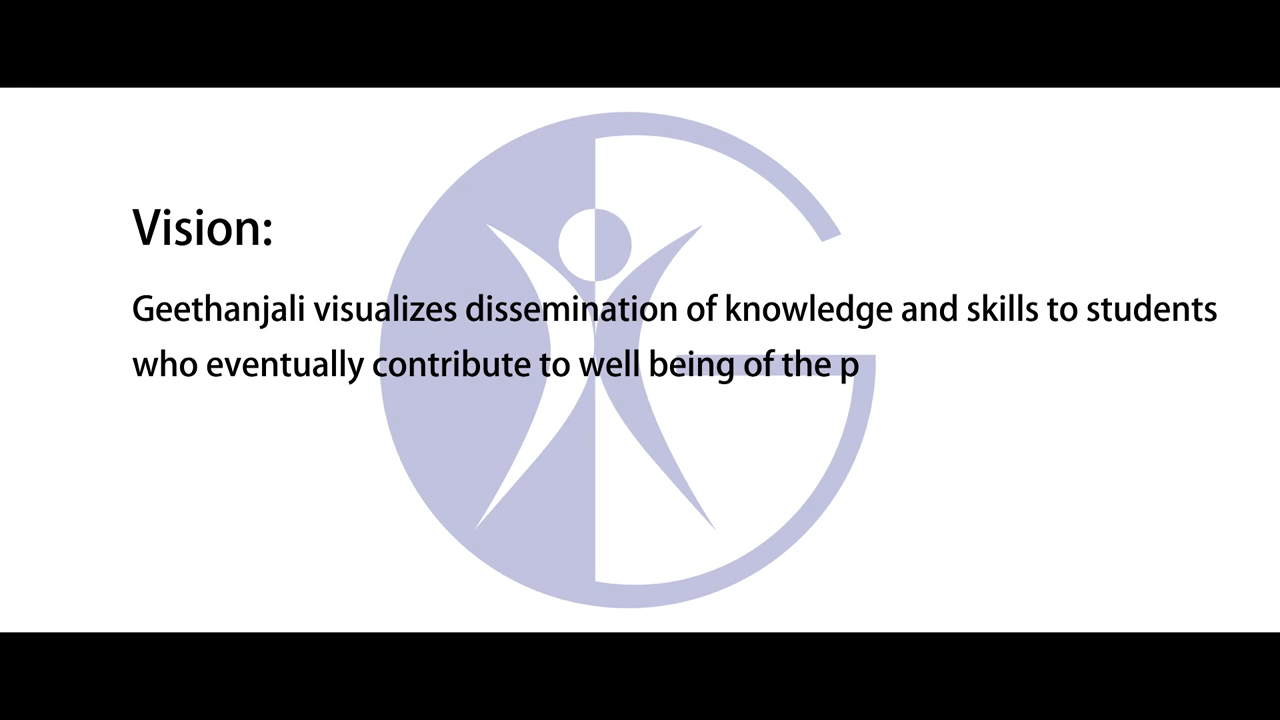 Vision:
Geethanjali visualizes dissemination of knowledge and skills to students
who eventually contribute to well being of the p